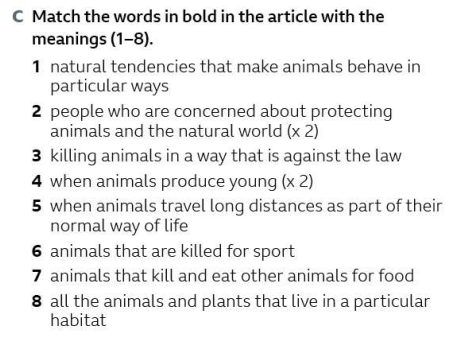 C Match the words in bold in the article with the
meanings (1–8).
1 natural tendencies that make animals behave in
particular ways
2 people who are concerned about protecting
animals and the natural world (x 2)
3 killing animals in a way that is against the law
4 when animals produce young (x 2)
5 when animals travel long distances as part of their
normal way of life
6 animals that are killed for sport
7 animals that kill and eat other animals for food
8 all the animals and plants that live in a particular
habitat